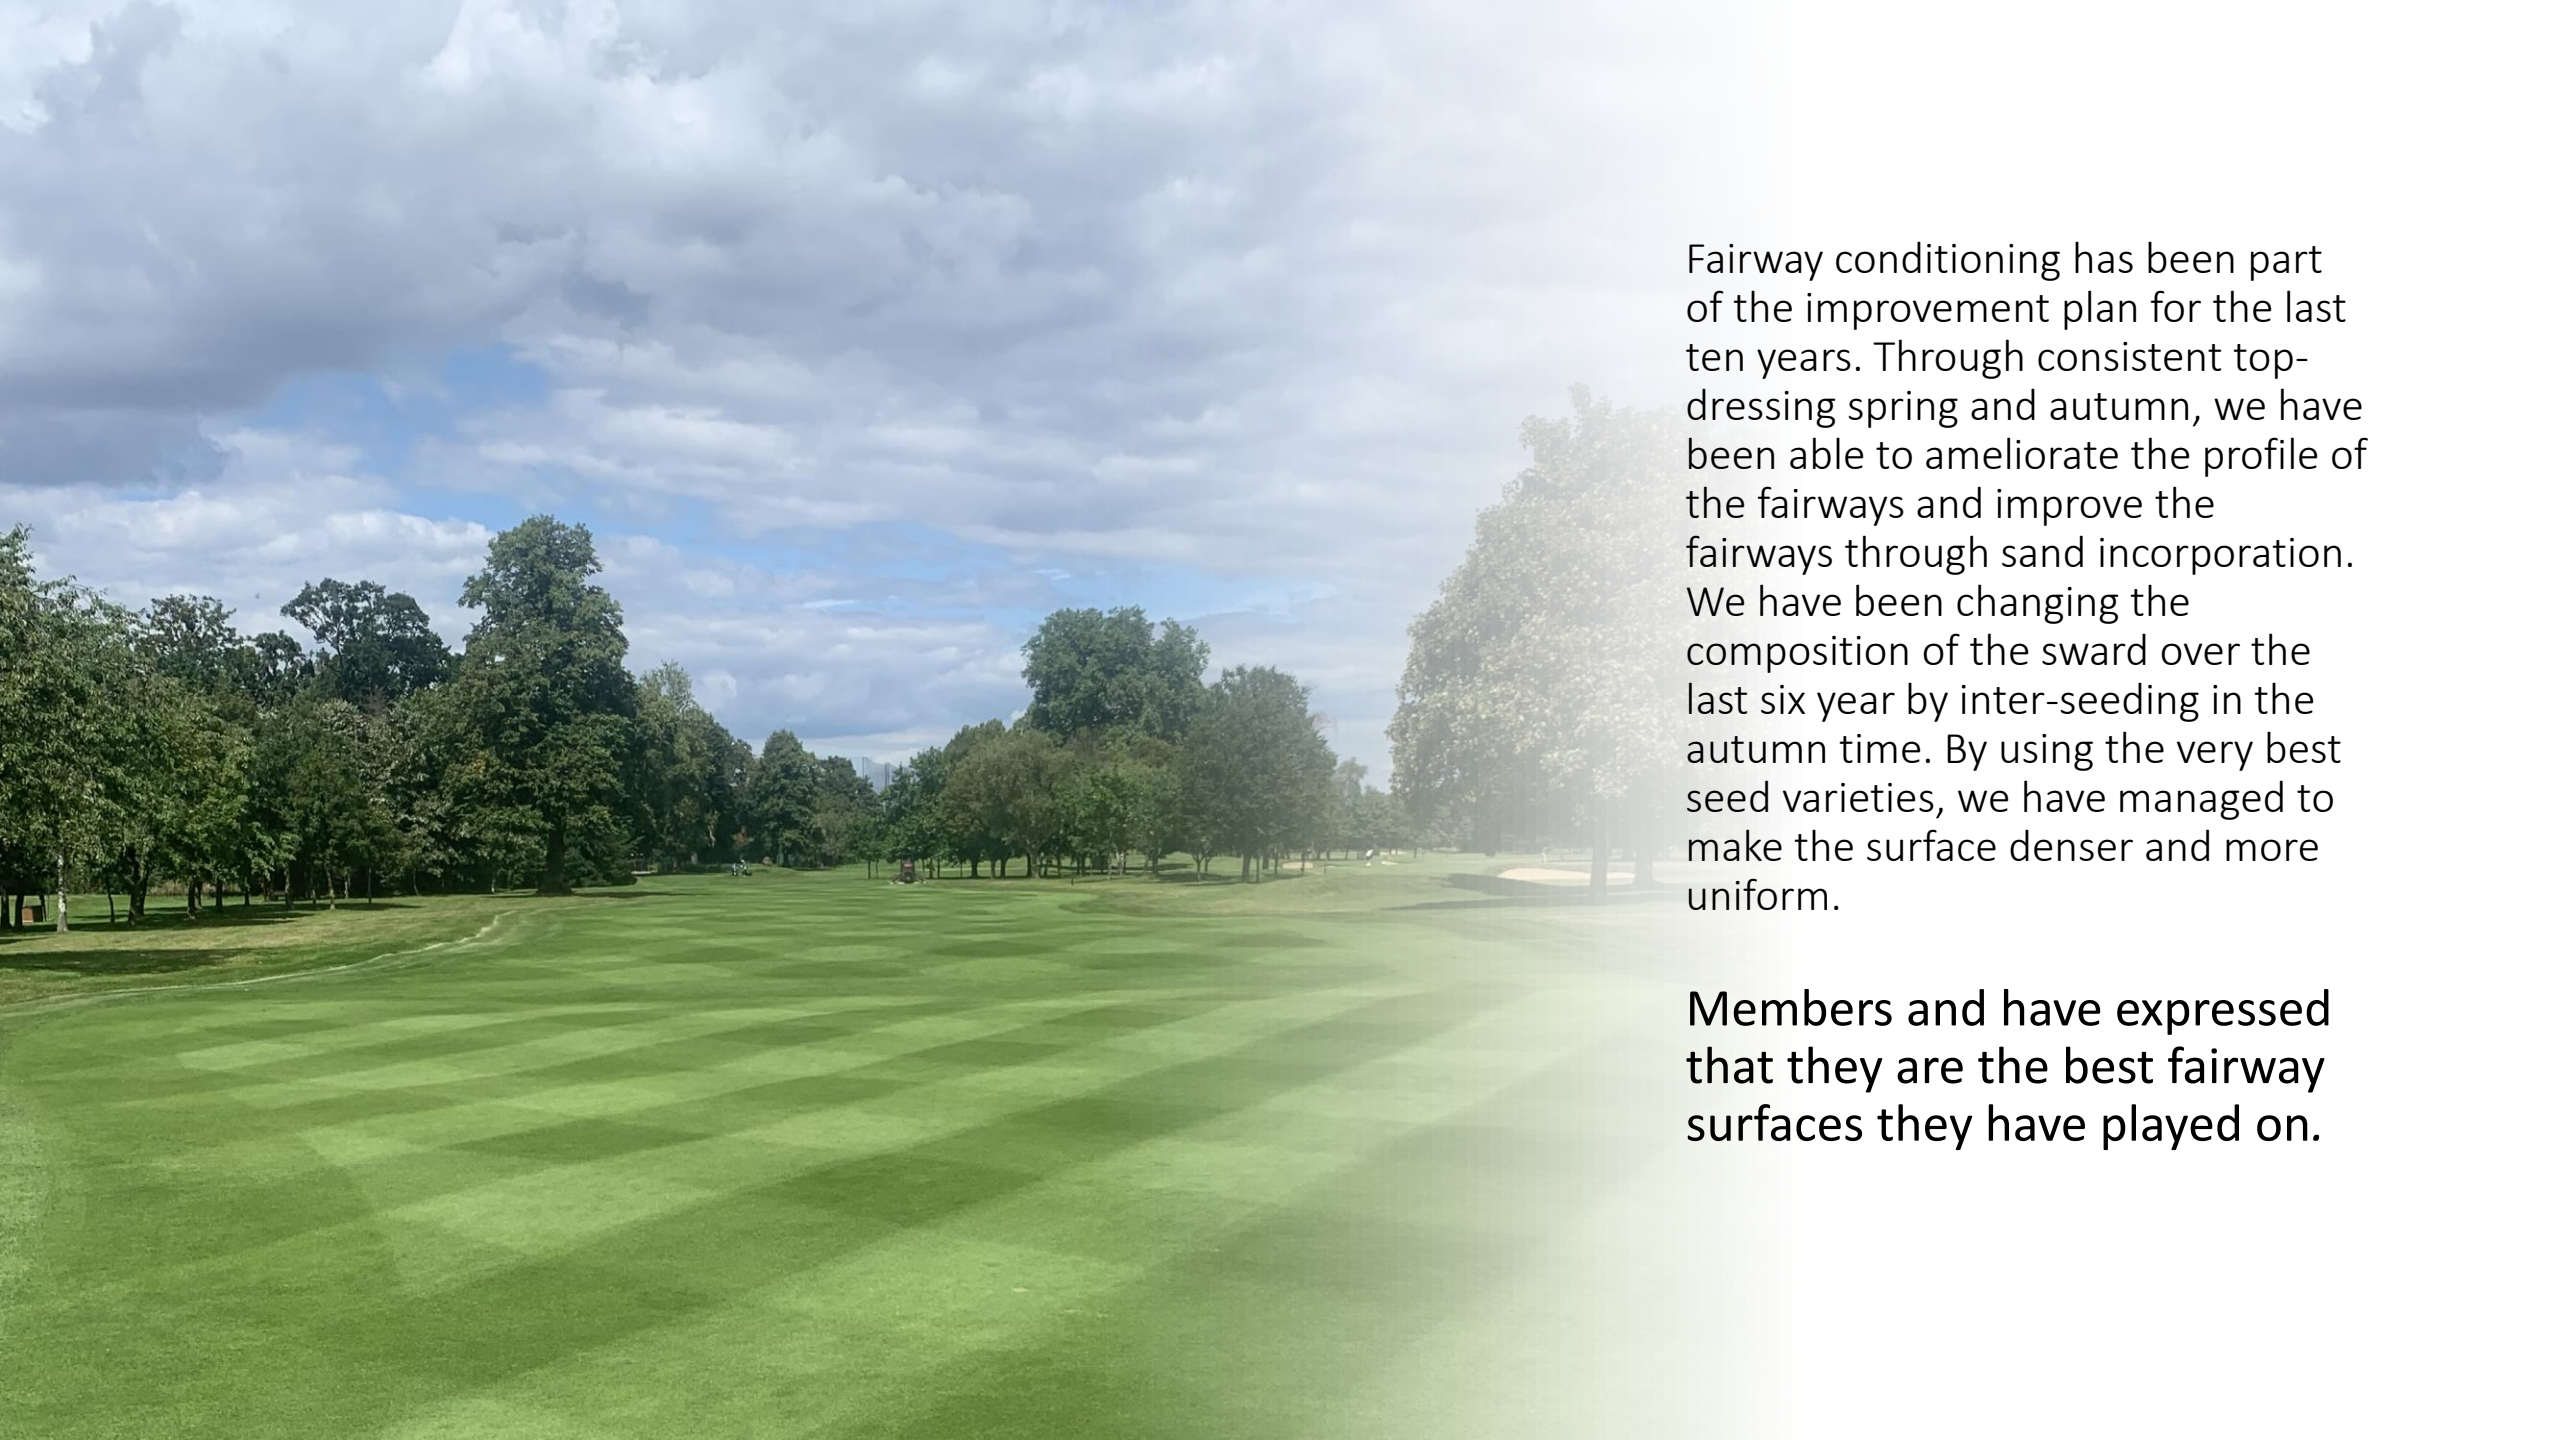 Fairway conditioning has been part
of the improvement plan for the last
ten years. Through consistent top-
dressing spring and autumn, we have
been able to ameliorate the profile of
the fairways and improve the
fairways through sand incorporation.
We have been changing the
composition of the sward over the
last six year by inter-seeding in the
autumn time. By using the very best
seed varieties, we have managed to
make the surface denser and more
uniform.
Members and have expressed
that they are the best fairway
surfaces they have played on.